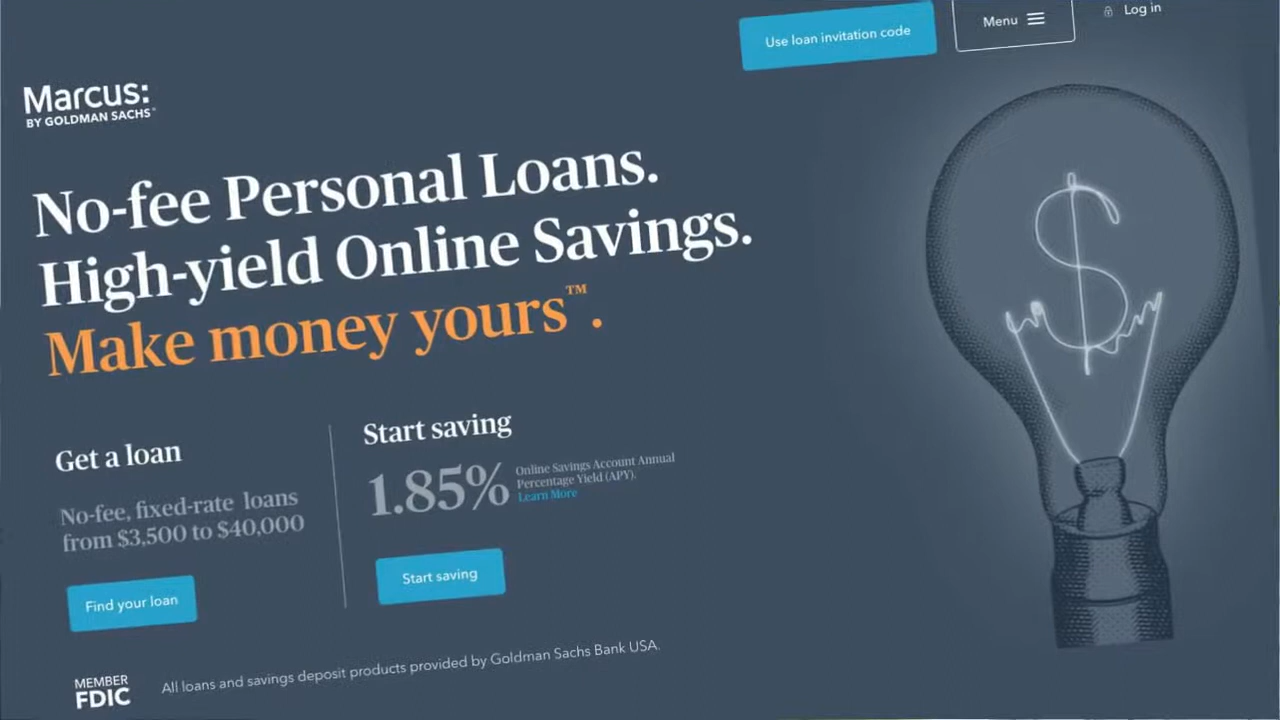 Use loan invitation code
Menu
Log in
Marcus:
BY GOLDMAN SACHS®
No-fee Personal Loans.
High-yield Online Savings.
Make money yours™.
Get a loan
No-fee, fixed-rate loans
from $3,500 to $40,000
Find your loan
Start saving
1.85%
Online Savings Account Annual
Percentage Yield (APY).
Learn More
Start saving
MEMBER
FDIC
All loans and savings deposit products provided by Goldman Sachs Bank USA.
$